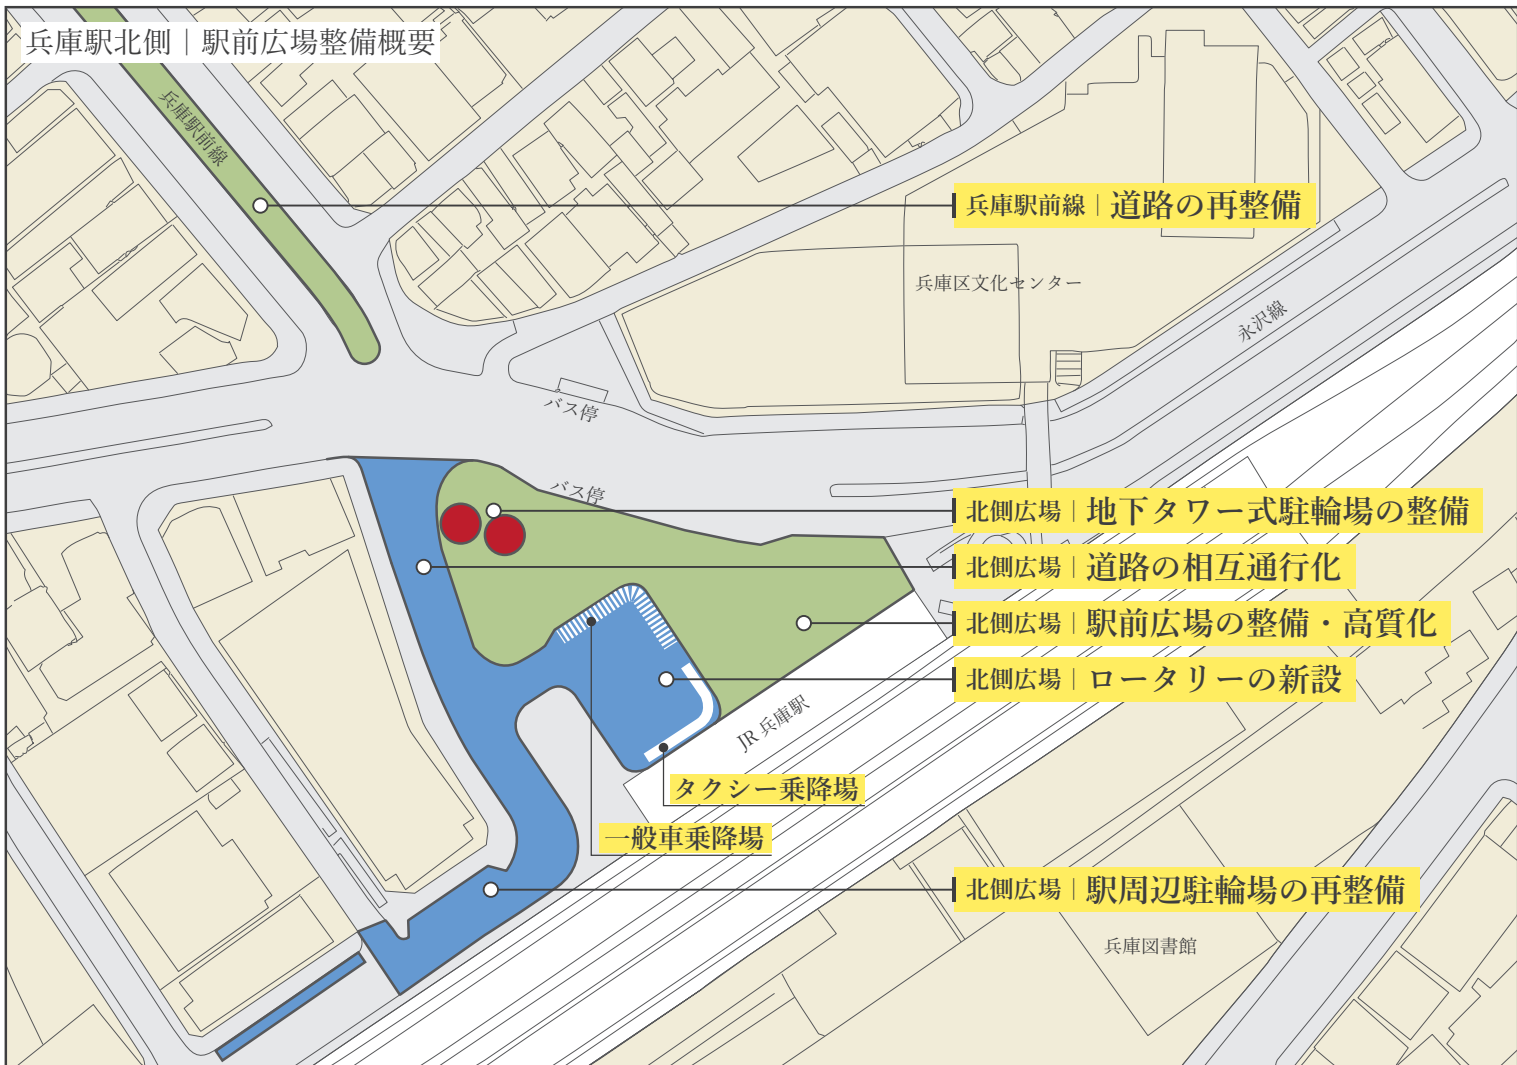 兵庫駅北側｜駅前広場整備概要
兵庫駅前線
兵庫駅前線｜道路の再整備
兵庫区文化センター
永沢線
バス停
バス停
北側広場｜地下タワー式駐輪場の整備
北側広場｜道路の相互通行化
北側広場｜駅前広場の整備・高質化
北側広場｜ロータリーの新設
JR 兵庫駅
タクシー乗降場
一般車乗降場
北側広場｜駅周辺駐輪場の再整備
兵庫図書館